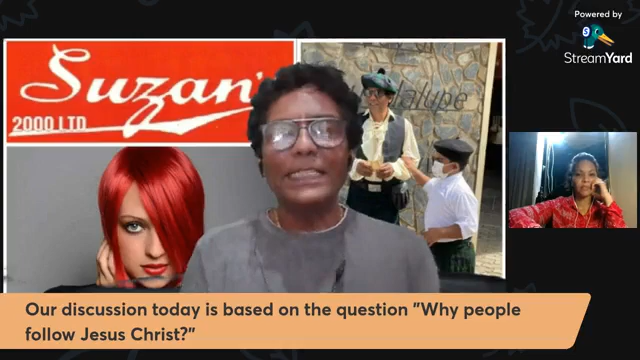 Powered by
StreamYard
Suzan's
2000 LTD
Our discussion today is based on the question "Why people
follow Jesus Christ?"